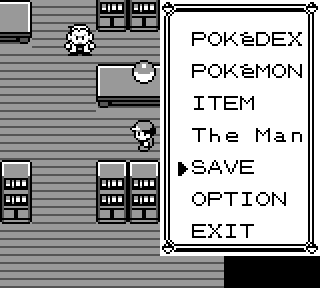 POKéDEX
POKéMON
ITEM
The Man
SAVE
OPTION
EXIT